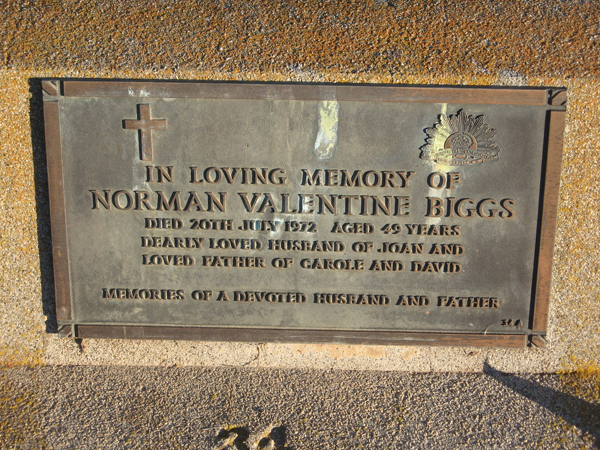 IN LOVING MEMORY OF
NORMAN VALENTINE BIGGS
DIED 20TH JULY 1972 AGED 49 YEARS
DEARLY LOVED HUSBAND OF JOAN AND
LOVED FATHER OF CAROLE AND DAVID
MEMORIES OF A DEVOTED HUSBAND AND FATHER